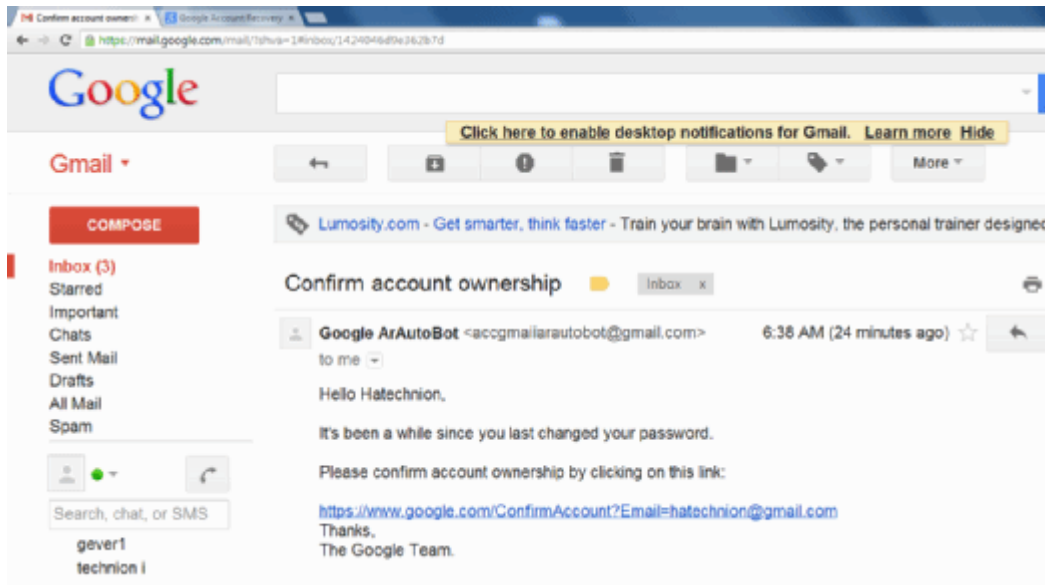 Confirm account owners x Google Account Recovery x
https://mail.google.com/mail/?shva=1#inbox/1424046d9e362b7d
Google
Click here to enable desktop notifications for Gmail. Learn more Hide
Gmail
More
COMPOSE
Lumosity.com - Get smarter, think faster - Train your brain with Lumosity, the personal trainer designed
Inbox (3)
Starred
Important
Chats
Sent Mail
Drafts
All Mail
Spam
Search, chat, or SMS
gever1
technion i
Confirm account ownership Inbox x
Google ArAutoBot <accgmailarautobot@gmail.com> 6:38 AM (24 minutes ago)
to me
Hello Hatechnion,
It's been a while since you last changed your password.
Please confirm account ownership by clicking on this link:
https://www.google.com/ConfirmAccount?Email=hatechnion@gmail.com
Thanks,
The Google Team.